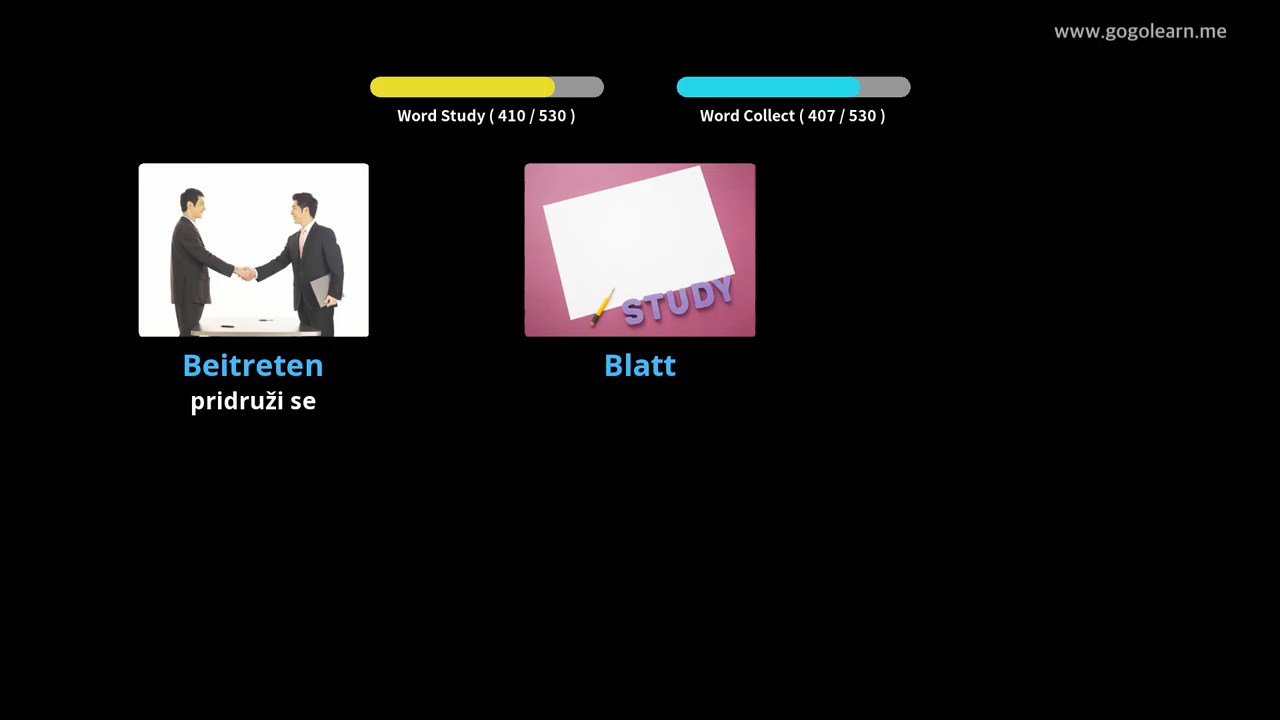 www.gogolearn.me
Word Study ( 410 / 530 )
Word Collect ( 407 / 530 )
STUDY
Beitreten
pridruži se
Blatt